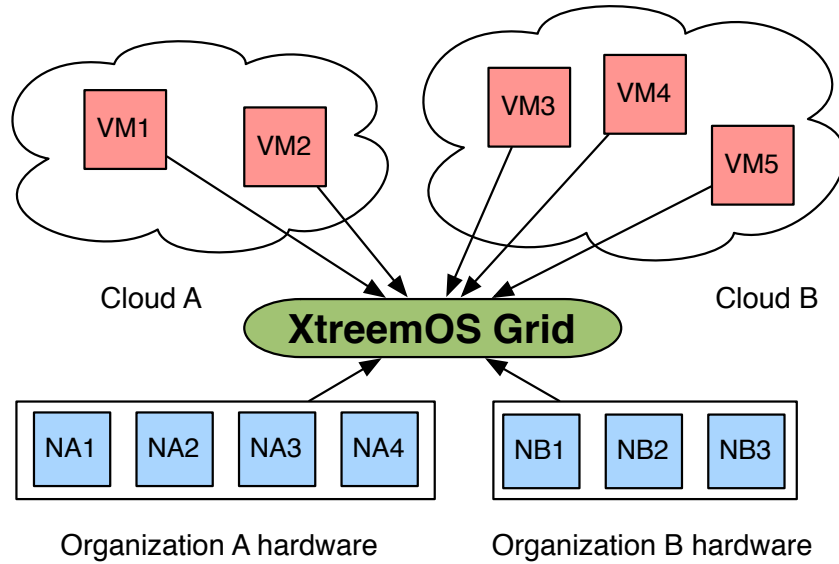 VM1
VM2
VM3
VM4
VM5
Cloud A
Cloud B
XtreemOS Grid
NA1
NA2
NA3
NA4
NB1
NB2
NB3
Organization A hardware
Organization B hardware